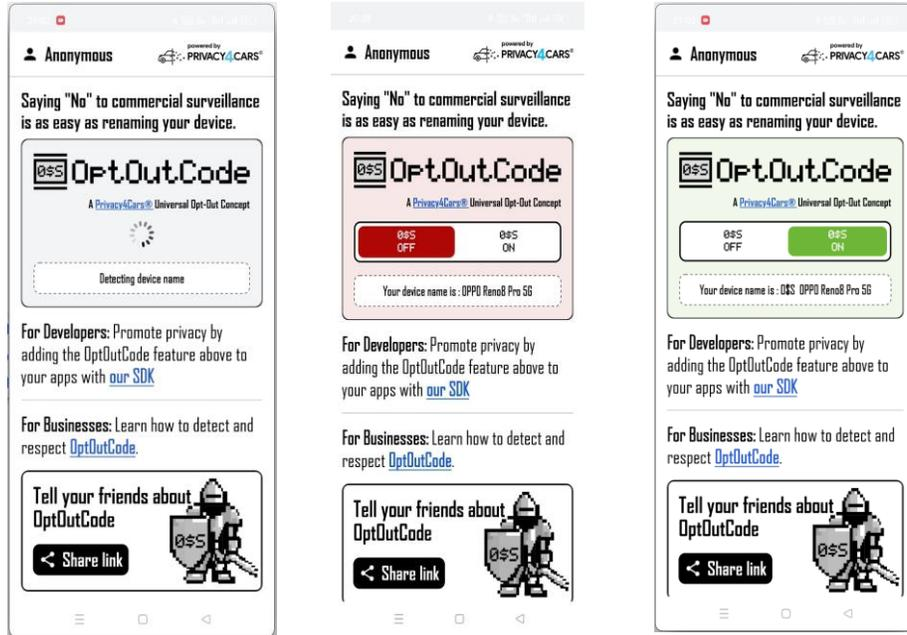 Anonymous
powered by
PRIVACY4CARS®
Saying "No" to commercial surveillance
is as easy as renaming your device.
0$S OptOutCode
A Privacy4Cars® Universal Opt-Out Concept
Detecting device name
For Developers: Promote privacy by
adding the OptOutCode feature above to
your apps with our SDK
For Businesses: Learn how to detect and
respect OptOutCode.
Tell your friends about
OptOutCode
0$S
Share link
Anonymous
powered by
PRIVACY4CARS®
Saying "No" to commercial surveillance
is as easy as renaming your device.
0$S OptOutCode
A Privacy4Cars® Universal Opt-Out Concept
0$S
OFF
0$S
ON
Your device name is : OPPO Reno8 Pro 5G
For Developers: Promote privacy by
adding the OptOutCode feature above to
your apps with our SDK
For Businesses: Learn how to detect and
respect OptOutCode.
Tell your friends about
OptOutCode
0$S
Share link
Anonymous
powered by
PRIVACY4CARS®
Saying "No" to commercial surveillance
is as easy as renaming your device.
0$S OptOutCode
A Privacy4Cars® Universal Opt-Out Concept
0$S
OFF
0$S
ON
Your device name is : 0$S OPPO Reno8 Pro 5G
For Developers: Promote privacy by
adding the OptOutCode feature above to
your apps with our SDK
For Businesses: Learn how to detect and
respect OptOutCode.
Tell your friends about
OptOutCode
0$S
Share link